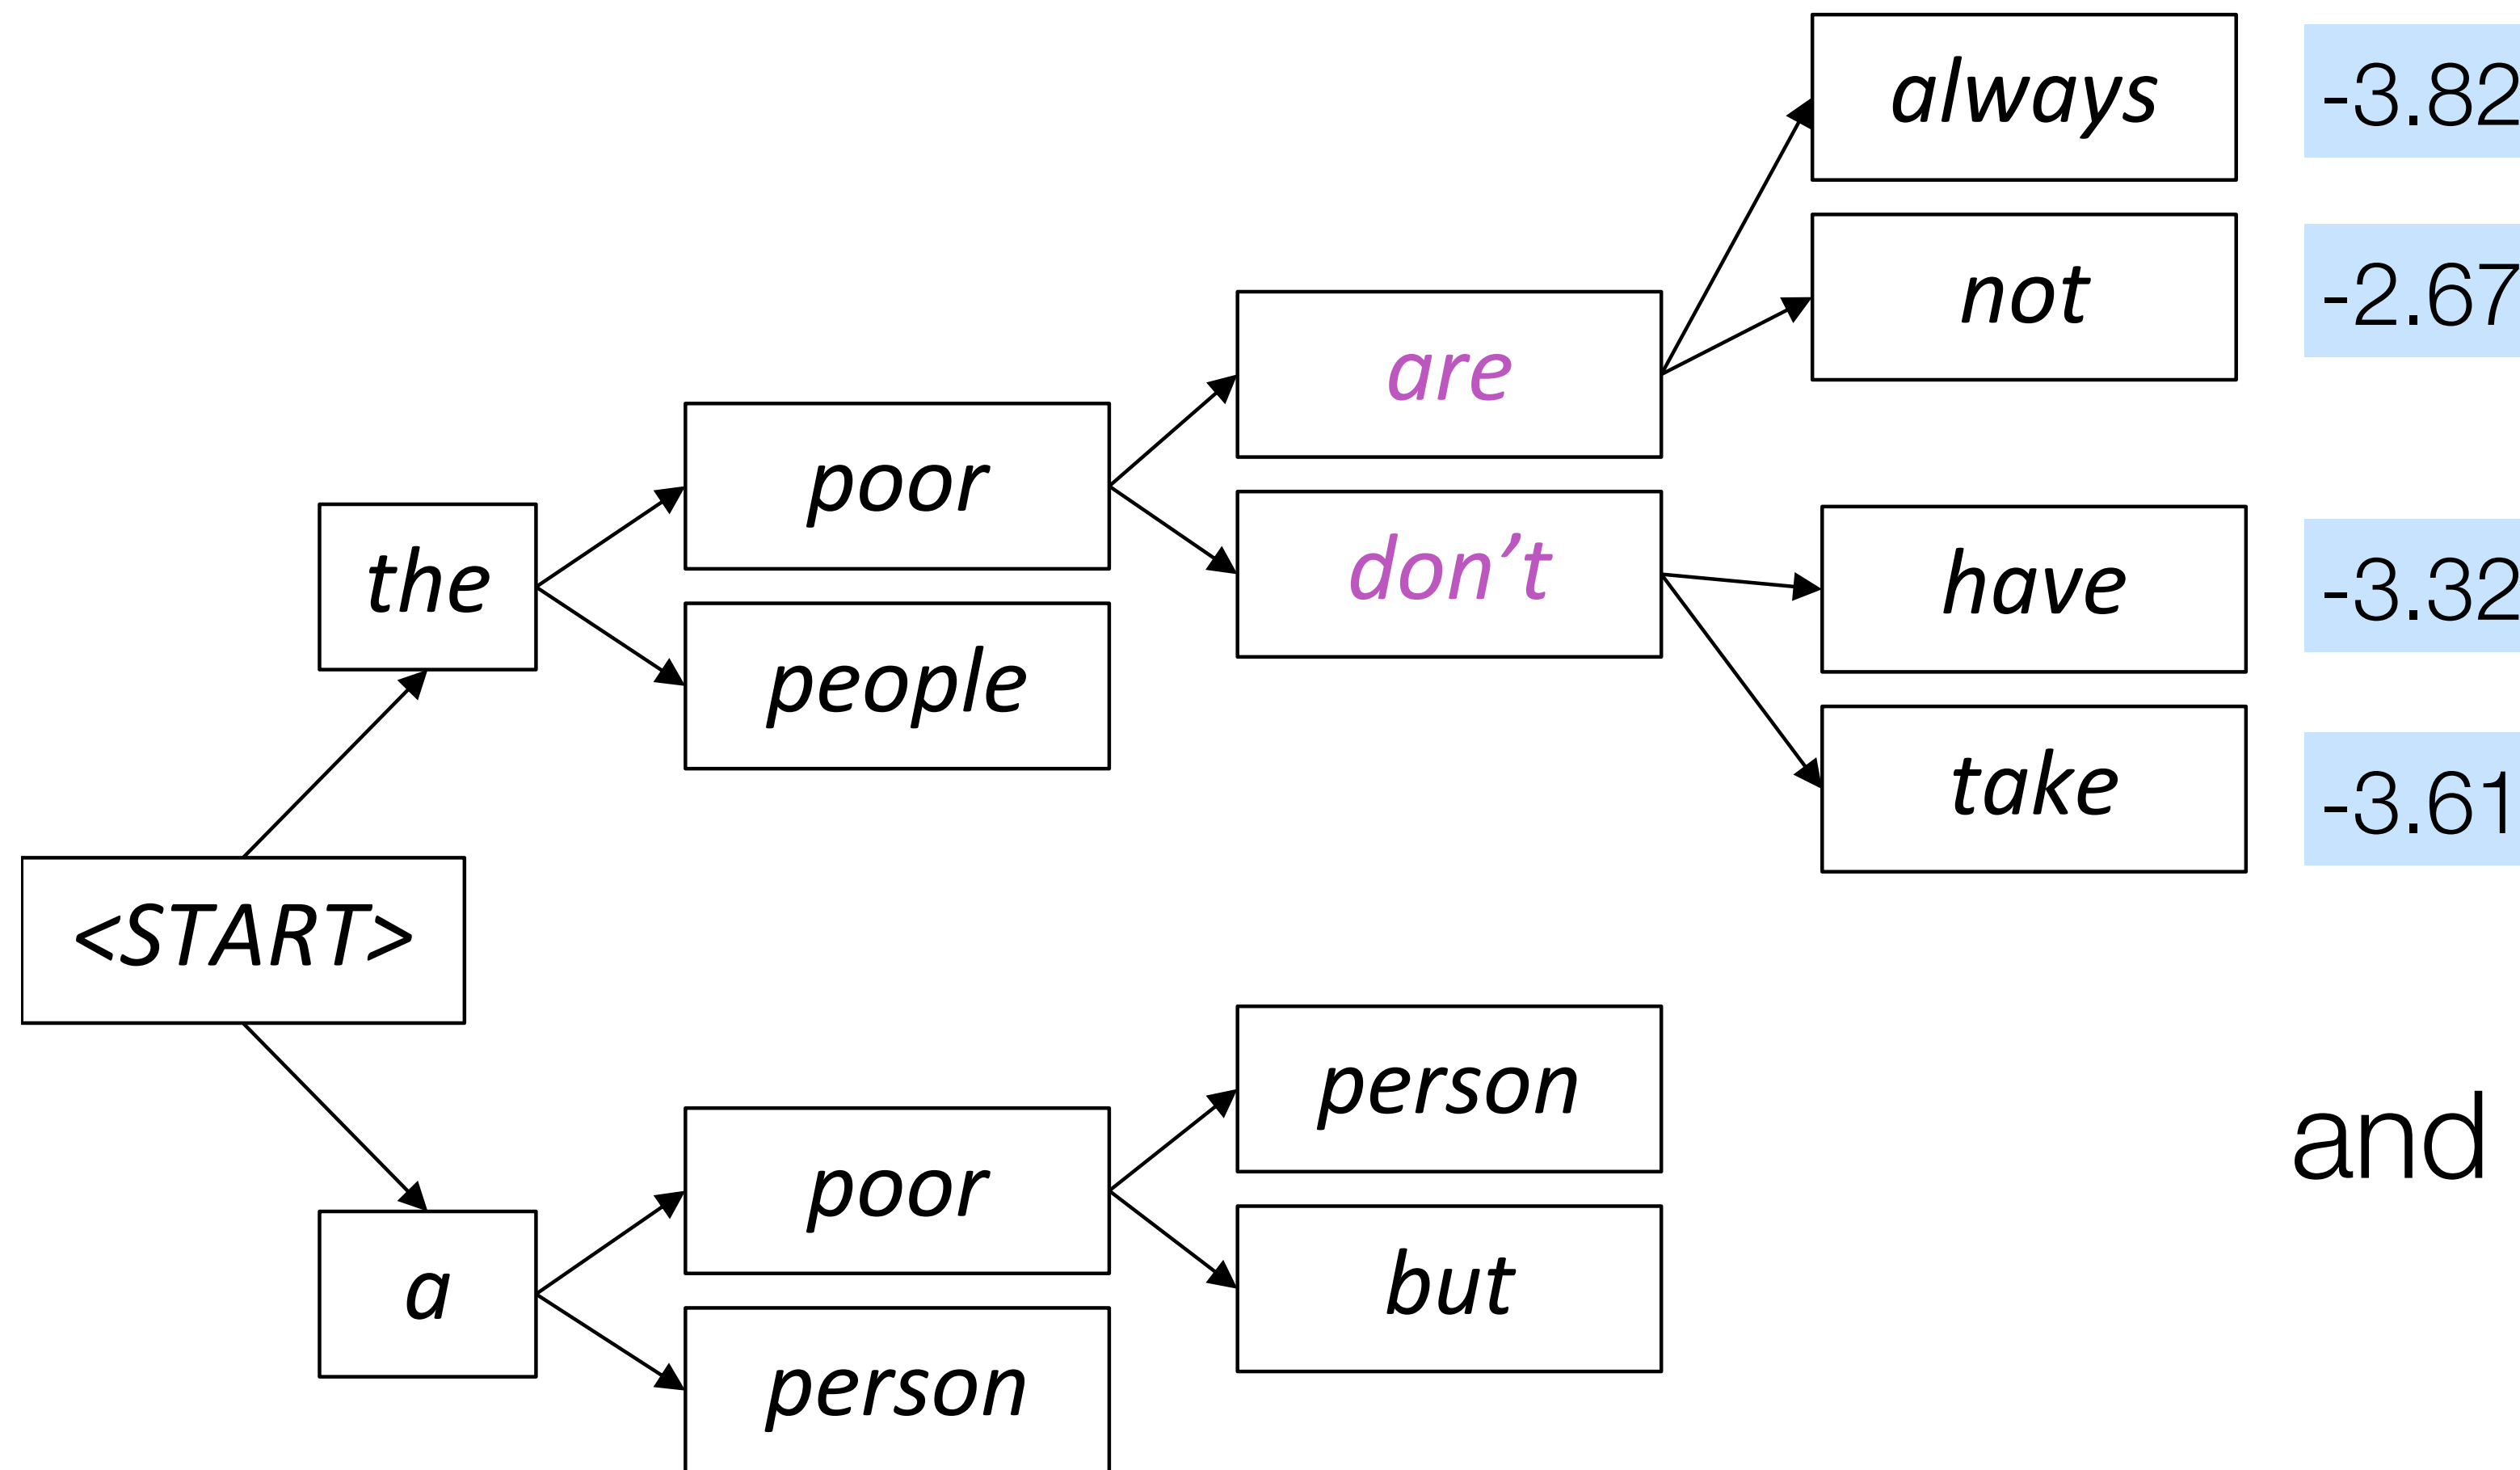 always -3.82
not -2.67
are
poor
don’t
the
have -3.32
people
take -3.61
<START>
person
and
poor
but
a
person